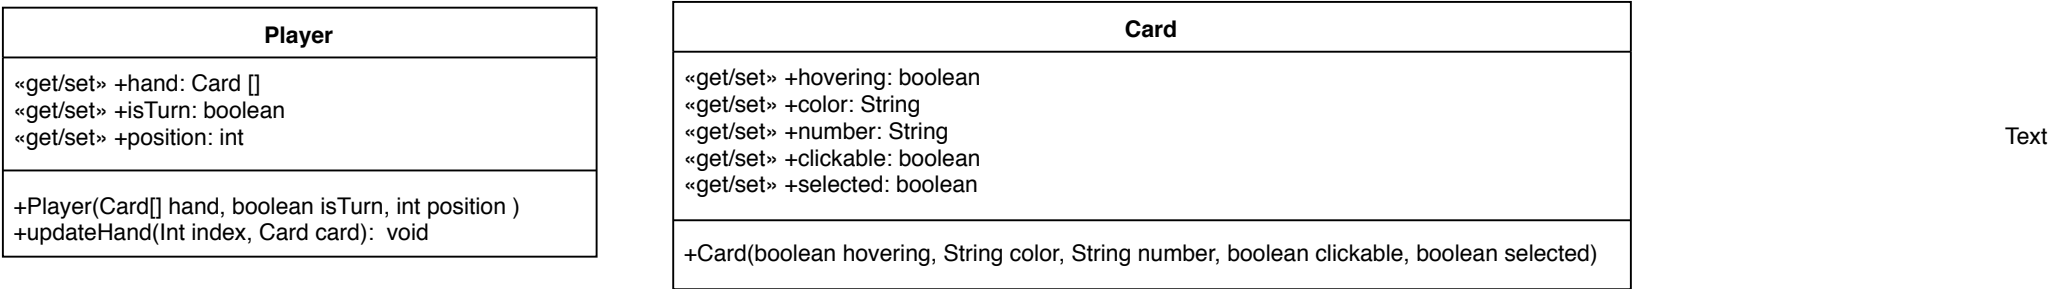 Player
«get/set» +hand: Card []
«get/set» +isTurn: boolean
«get/set» +position: int
+Player(Card[] hand, boolean isTurn, int position )
+updateHand(Int index, Card card):  void
Card
«get/set» +hovering: boolean
«get/set» +color: String
«get/set» +number: String
«get/set» +clickable: boolean
«get/set» +selected: boolean
+Card(boolean hovering, String color, String number, boolean clickable, boolean selected)
Text